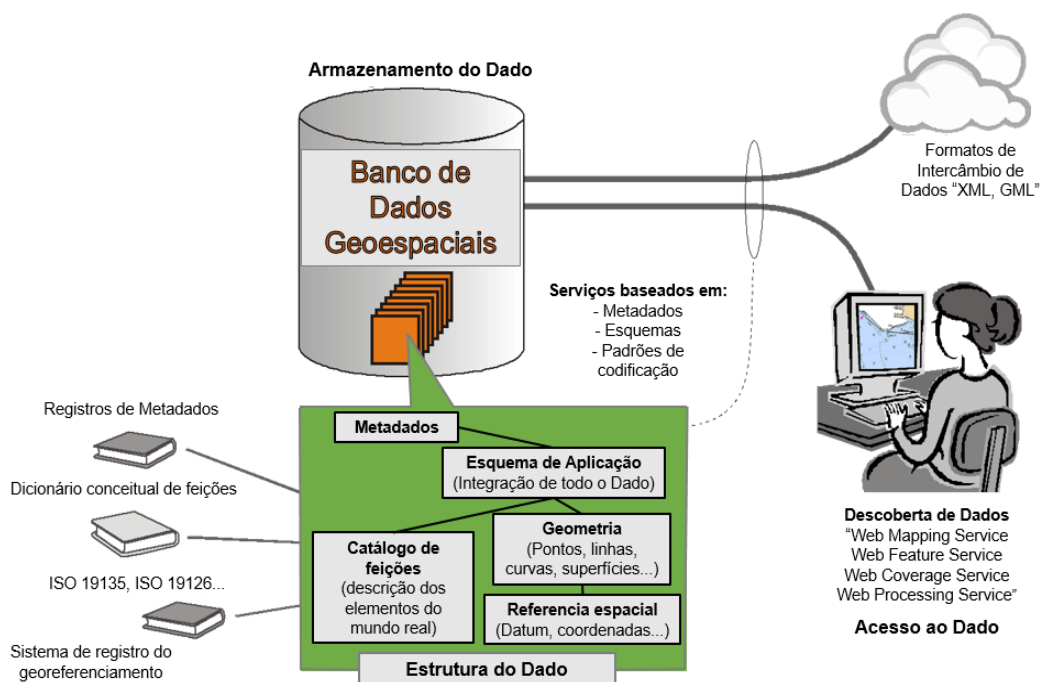 Armazenamento do Dado
Banco de
Dados
Geoespaciais
Formatos de
Intercâmbio de
Dados “XML, GML”
Serviços baseados em:
- Metadados
- Esquemas
- Padrões de
codificação
Registros de Metadados
Dicionário conceitual de feições
ISO 19135, ISO 19126...
Sistema de registro do
georeferenciamento
Metadados
Esquema de Aplicação
(Integração de todo o Dado)
Catálogo de
feições
(descrição dos
elementos do
mundo real)
Geometria
(Pontos, linhas,
curvas, superfícies...)
Referencia espacial
(Datum, coordenadas...)
Estrutura do Dado
Descoberta de Dados
“Web Mapping Service
Web Feature Service
Web Coverage Service
Web Processing Service”
Acesso ao Dado